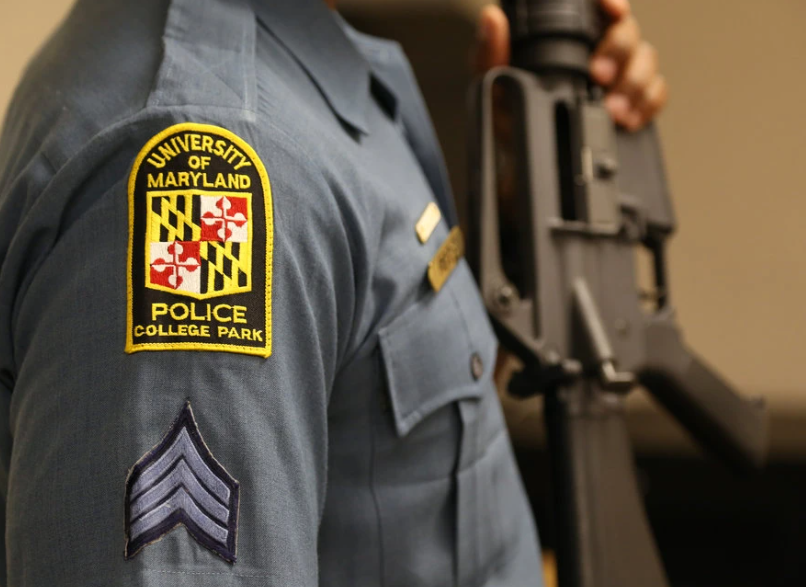 UNIVERSITY
OF
MARYLAND
POLICE
COLLEGE PARK